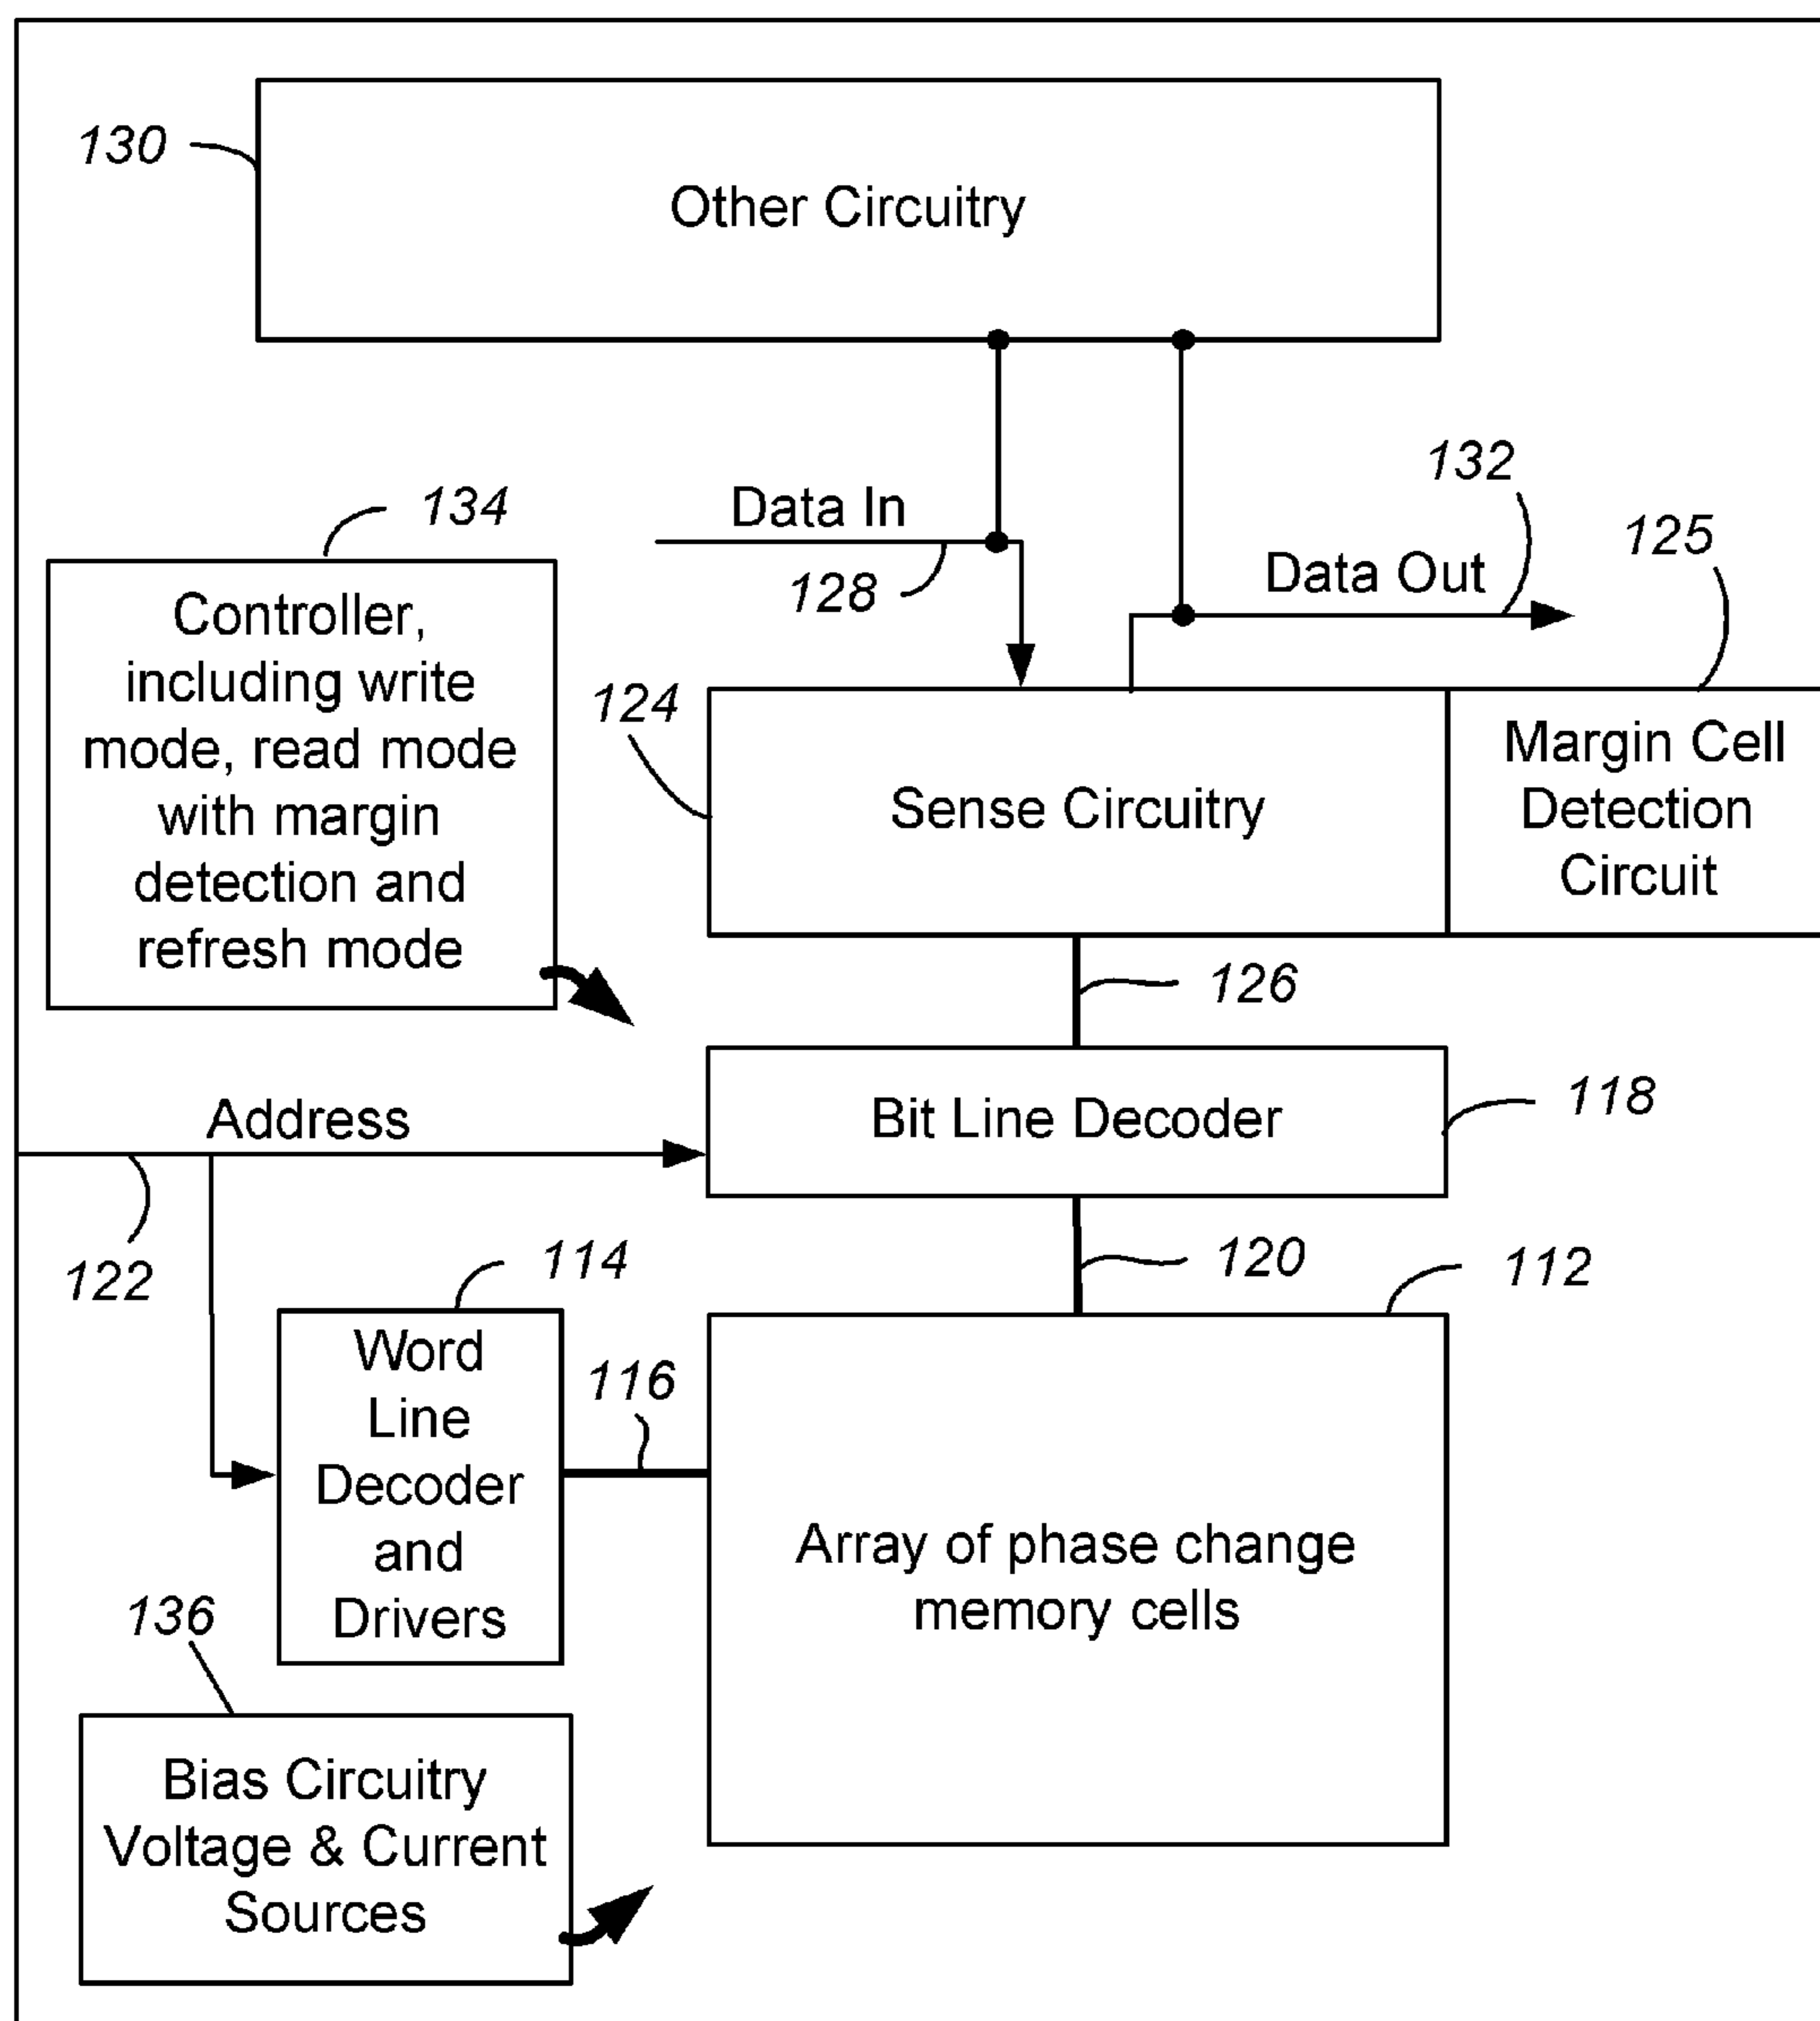 130
Other Circuitry
132
134
Data In
125
128
Data Out
Controller,
including write
mode, read mode
with margin
detection and
refresh mode
124
Sense Circuitry
Margin Cell
Detection
Circuit
126
Address
Bit Line Decoder
118
122
114
120
112
Word
Line
Decoder
and
Drivers
116
Array of phase change
memory cells
136
Bias Circuitry
Voltage & Current
Sources